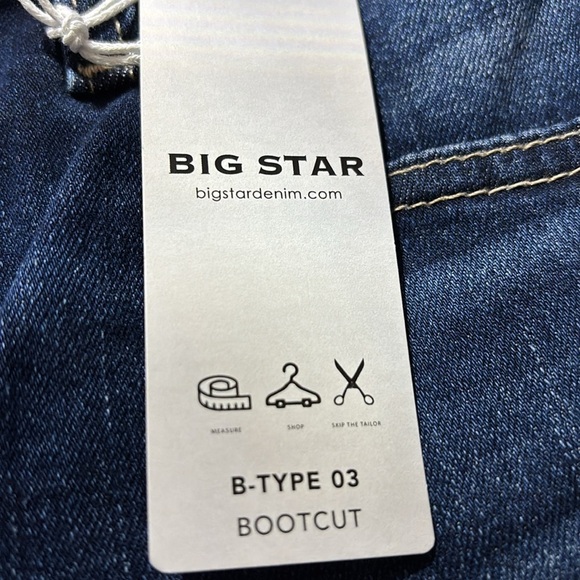 BIG STAR
bigstardenim.com
MEASURE SHOP SKIP THE TAILOR
B-TYPE 03
BOOTCUT